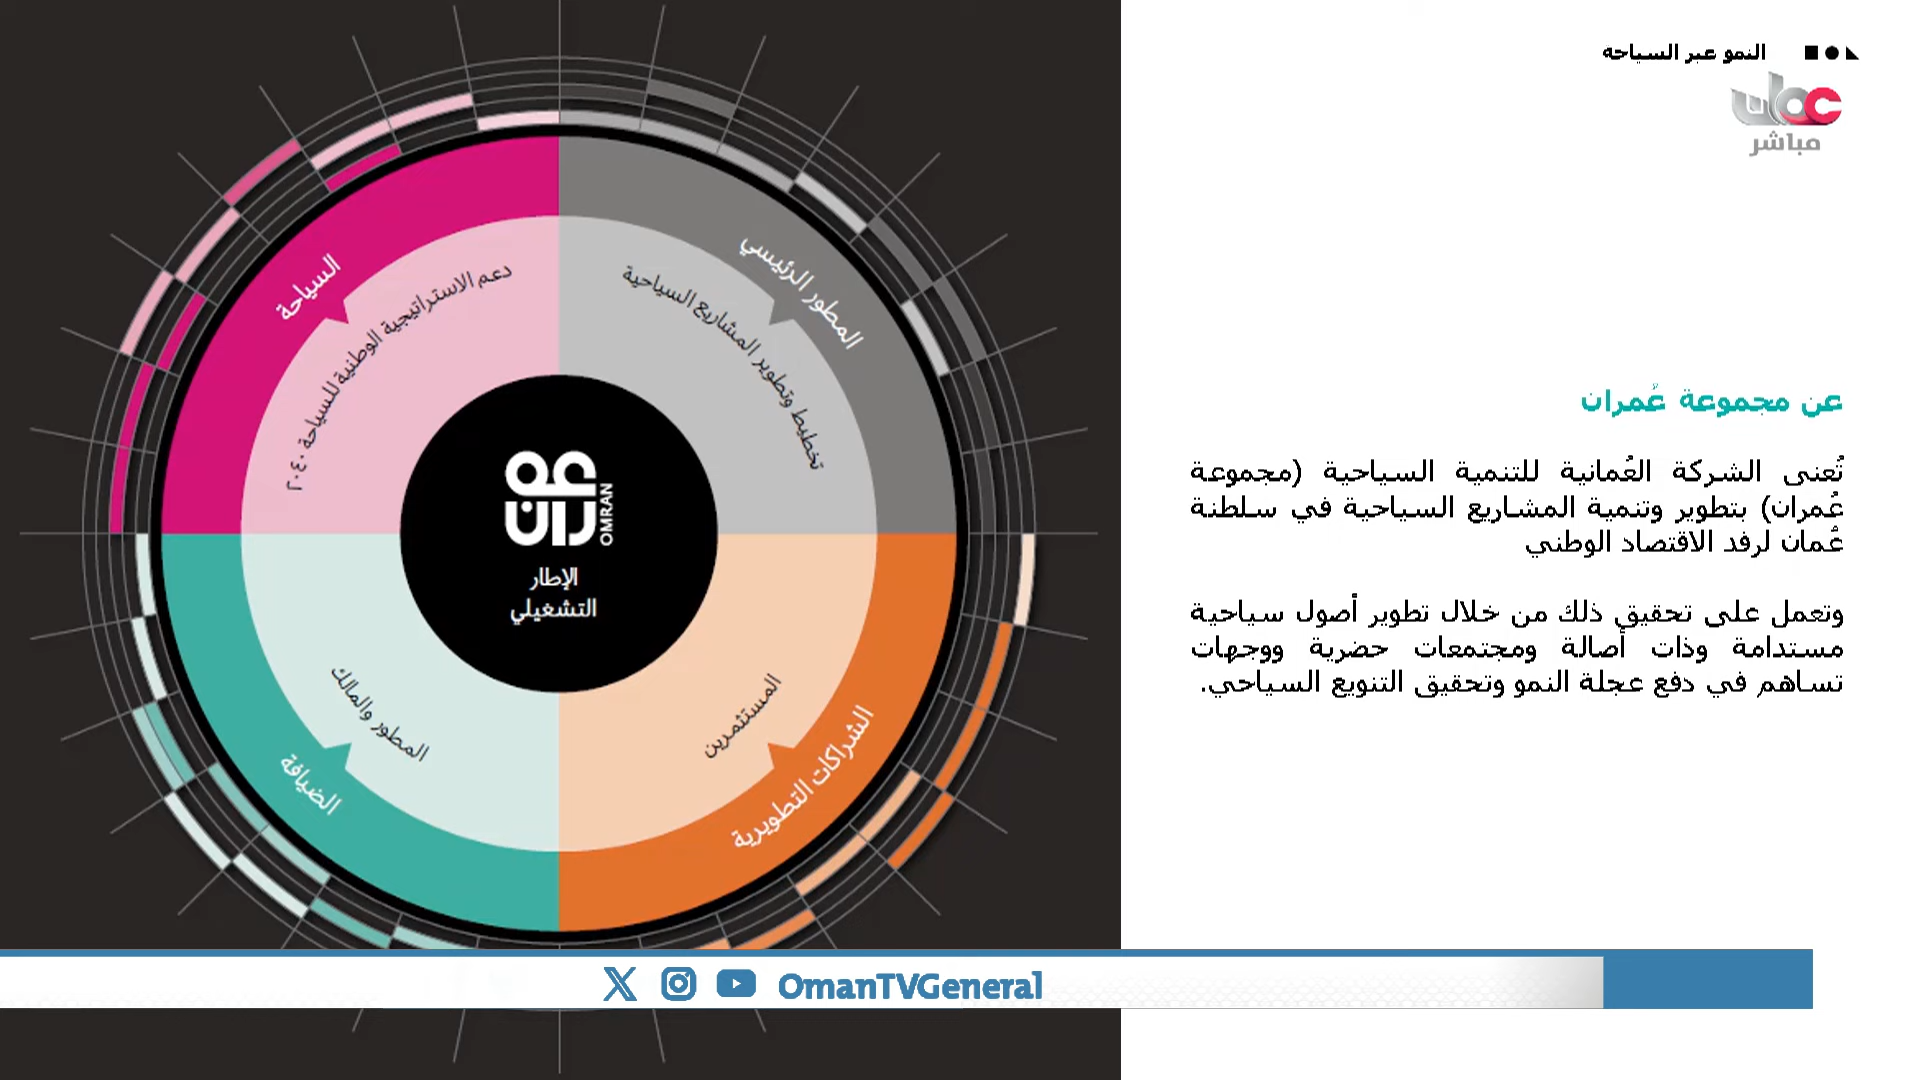 النمو عبر السياحة
عمان
مباشر
عن مجموعة عُمران
تُعنى الشركة العُمانية للتنمية السياحية (مجموعة
عُمران) بتطوير وتنمية المشاريع السياحية في سلطنة
عُمان لرفد الاقتصاد الوطني
وتعمل على تحقيق ذلك من خلال تطوير أصول سياحية
مستدامة وذات أصالة ومجتمعات حضرية ووجهات
تساهم في دفع عجلة النمو وتحقيق التنويع السياحي.
المطور الرئيسي
تخطيط وتطوير المشاريع السياحية
السياحة
دعم الاستراتيجية الوطنية للسياحة ٢٠٤٠
عمران
OMRAN
الإطار
التشغيلي
المطور والمالك
الضيافة
المستثمرين
الشراكات التطويرية
OmanTVGeneral